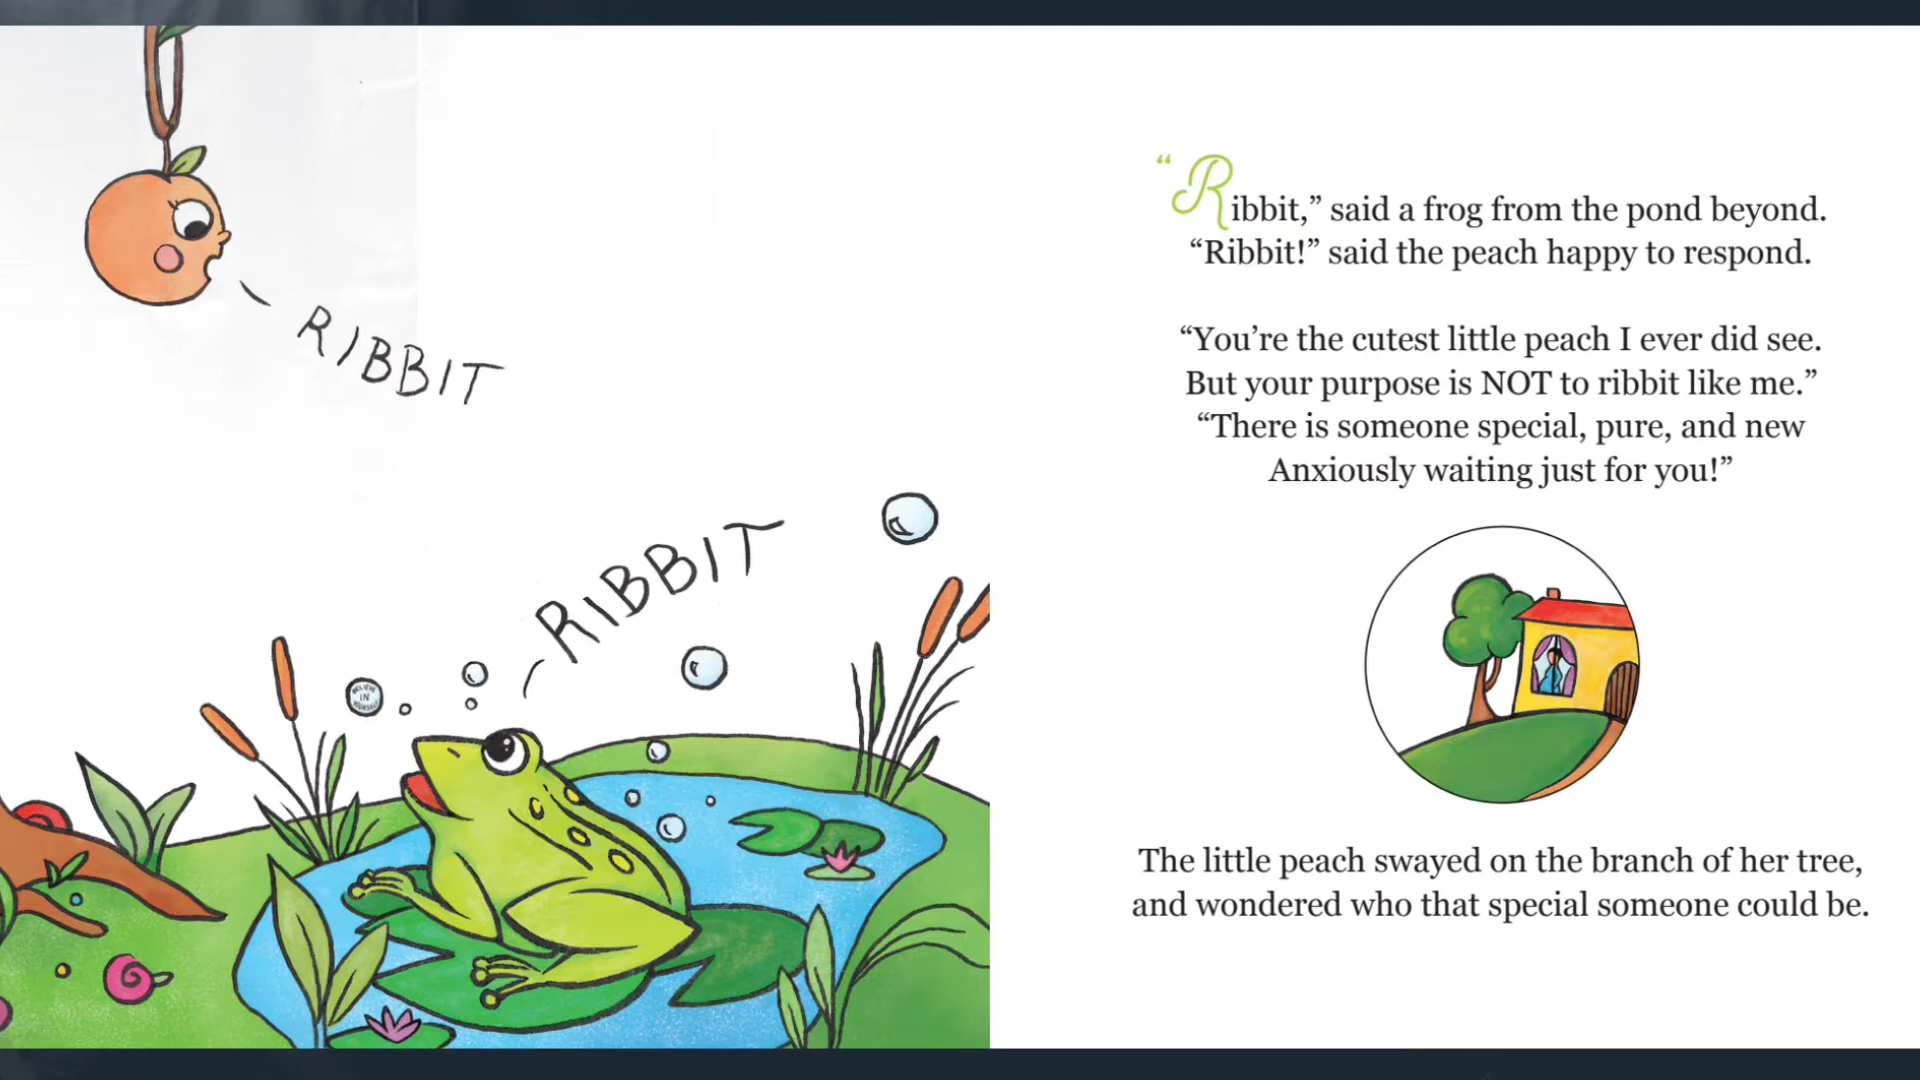 RIBBIT
RIBBIT
BELIEVE
IN
YOURSELF
“Ribbit,” said a frog from the pond beyond.
“Ribbit!” said the peach happy to respond.
“You’re the cutest little peach I ever did see.
But your purpose is NOT to ribbit like me.”
“There is someone special, pure, and new
Anxiously waiting just for you!”
The little peach swayed on the branch of her tree,
and wondered who that special someone could be.